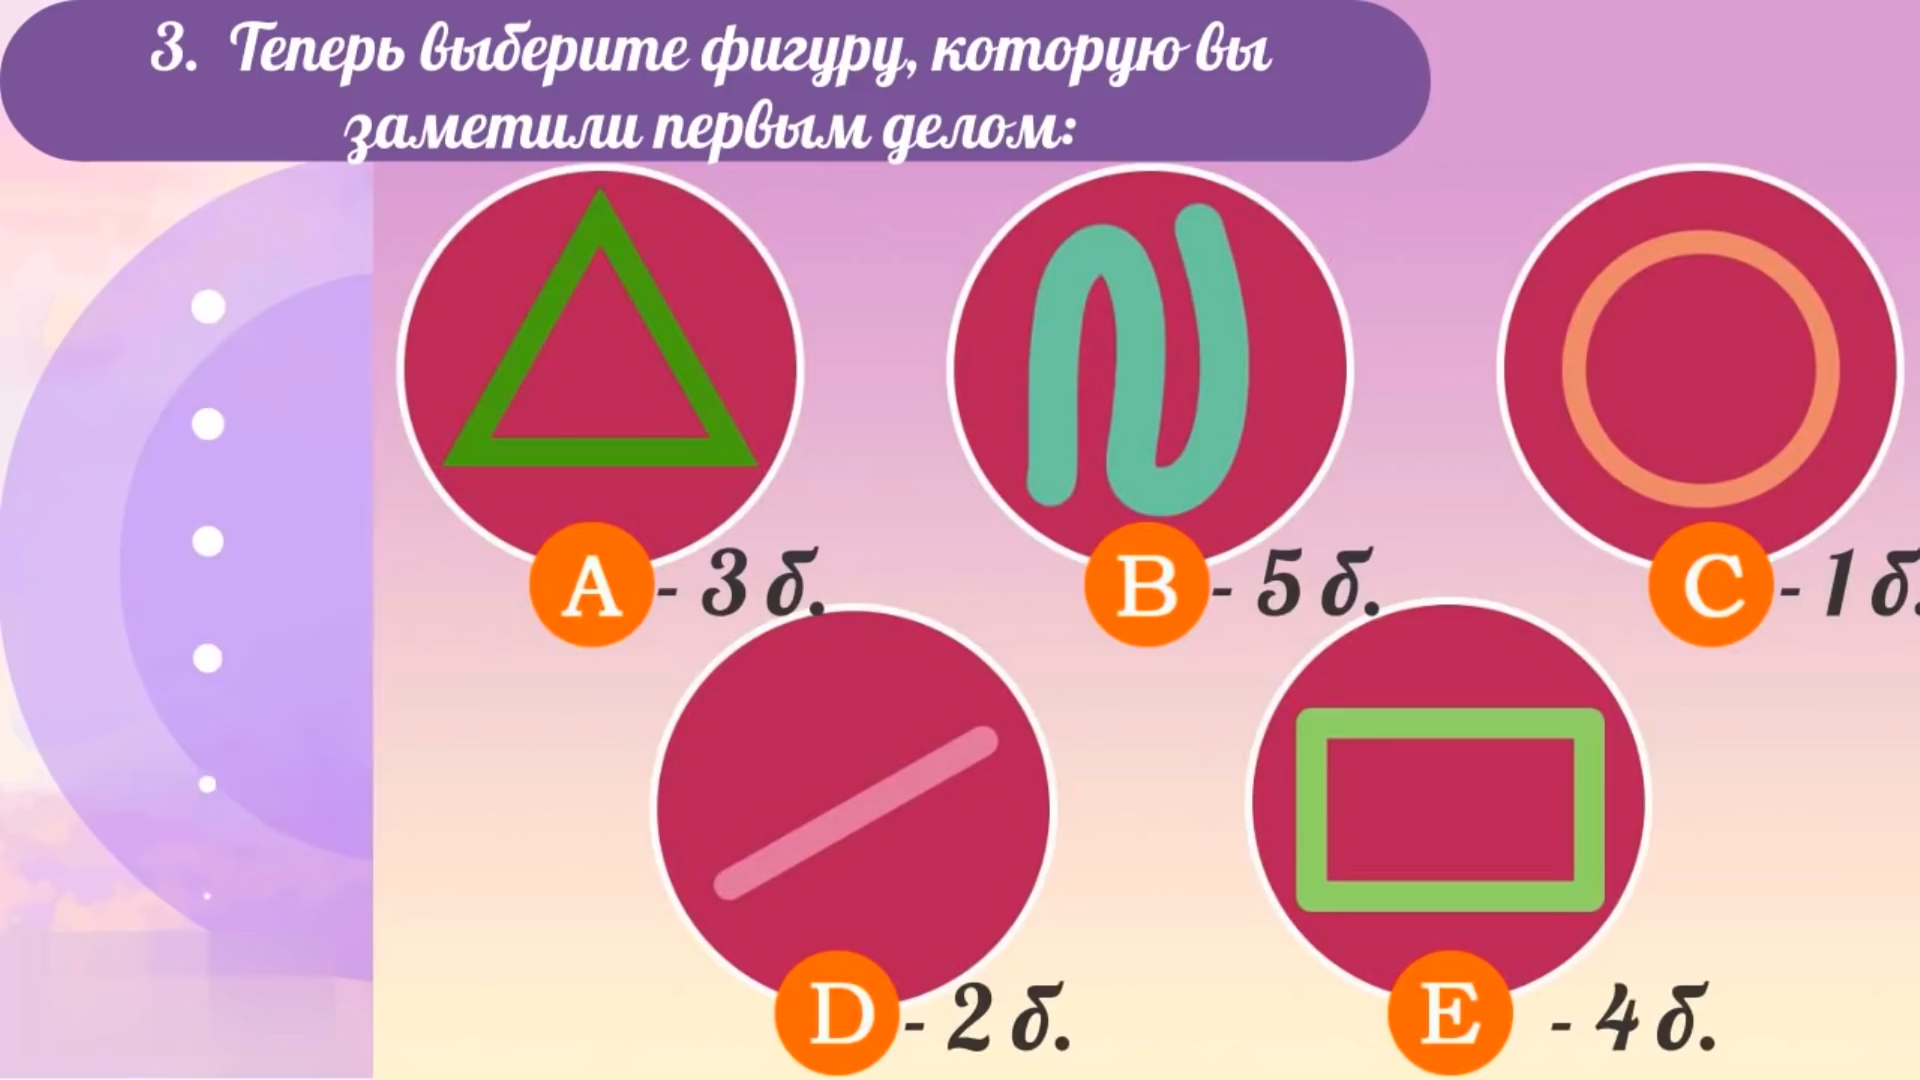 3. Теперь выберите фигуру, которую вы
заметили первым делом:
A - 3 б.
B - 5 б.
C - 1 б.
D - 2 б.
E - 4 б.